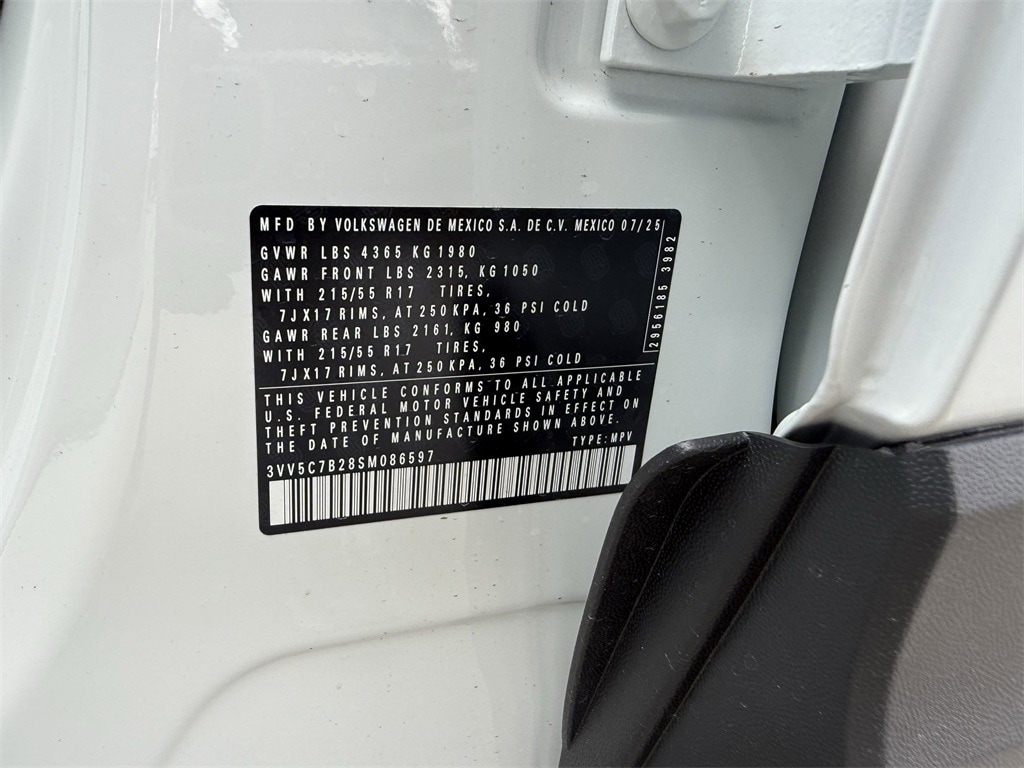 MFD BY VOLKSWAGEN DE MEXICO S.A. DE C.V. MEXICO 07/25
GVWR LBS 4365 KG 1980
GAWR FRONT LBS 2315, KG 1050
WITH 215/55 R17 TIRES,
7JX17 RIMS, AT 250 KPA, 36 PSI COLD
GAWR REAR LBS 2161, KG 980
WITH 215/55 R17 TIRES,
7JX17 RIMS, AT 250 KPA, 36 PSI COLD
THIS VEHICLE CONFORMS TO ALL APPLICABLE
U.S. FEDERAL MOTOR VEHICLE SAFETY AND
THEFT PREVENTION STANDARDS IN EFFECT ON
THE DATE OF MANUFACTURE SHOWN ABOVE.
TYPE: MPV
3VV5C7B28SM086597
2956185 3982